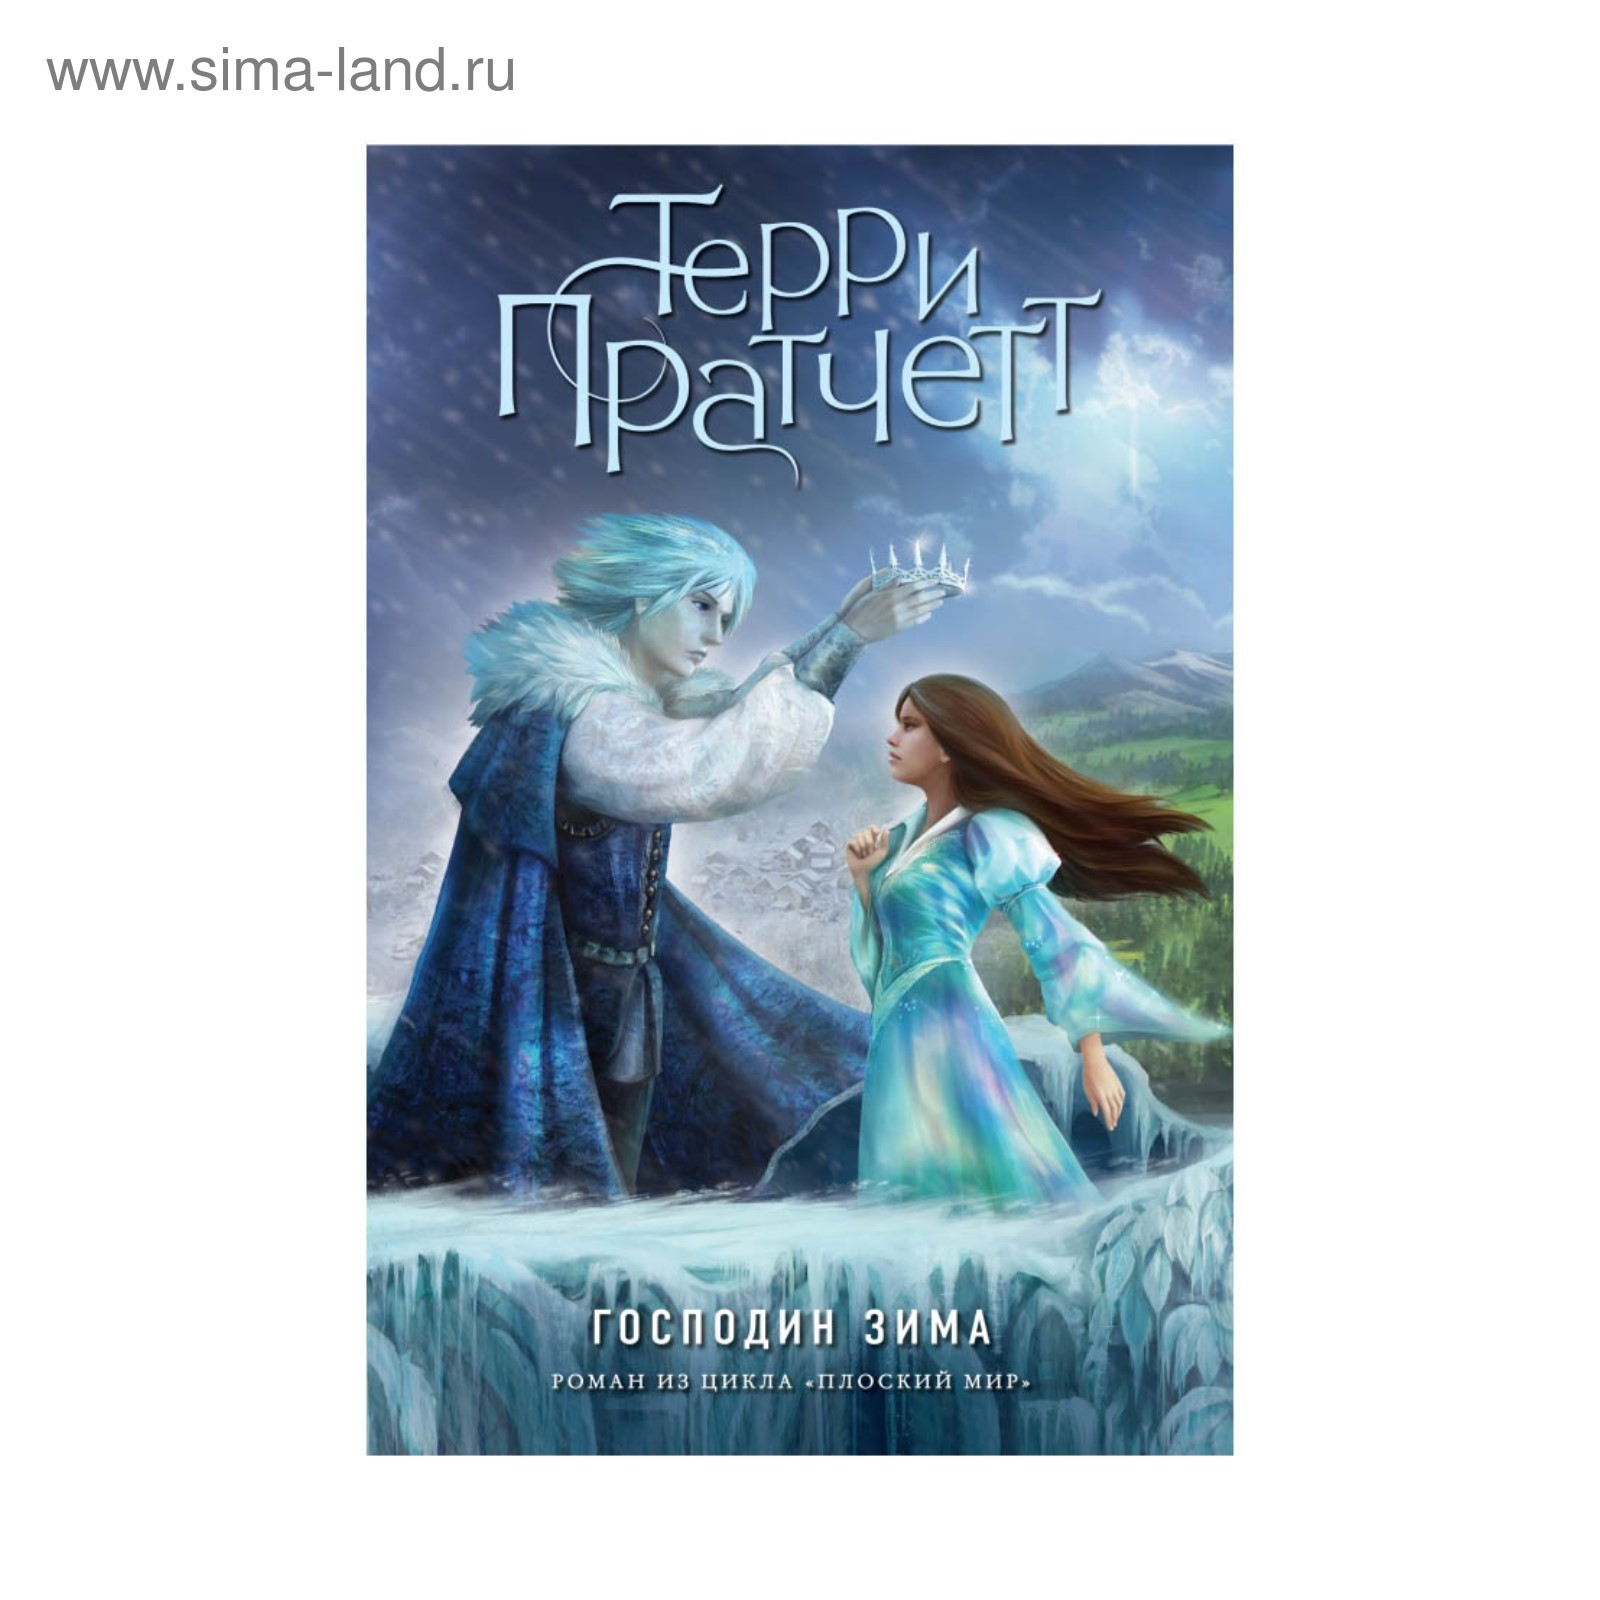 www.sima-land.ru
Терри
Пратчетт
ГОСПОДИН ЗИМА
РОМАН ИЗ ЦИКЛА «ПЛОСКИЙ МИР»